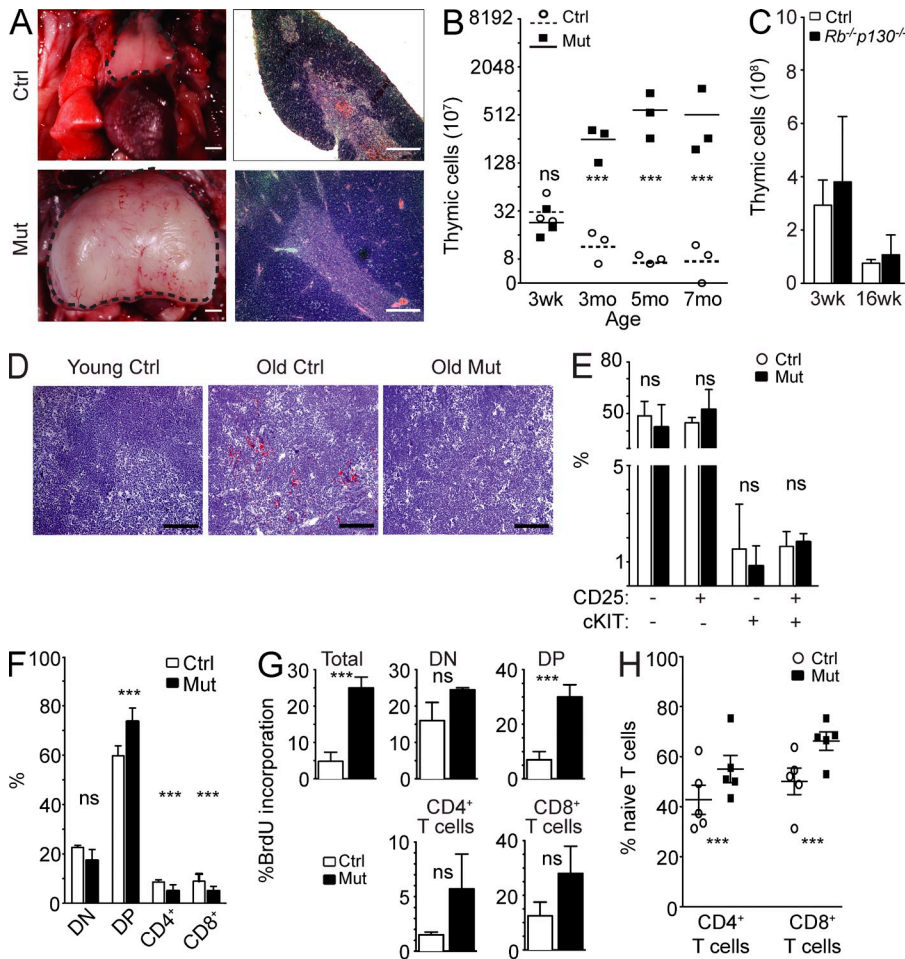 A
Ctrl
Mut
B
Ctrl
Mut
Thymic cells (10⁷)
8192
2048
512
128
32
8
0
ns
***
***
***
3wk 3mo 5mo 7mo
Age
C
Ctrl
Rb⁻/⁻p130⁻/⁻
Thymic cells (10⁸)
10
8
6
4
2
0
3wk 16wk
D
Young Ctrl Old Ctrl Old Mut
E
Ctrl
Mut
%
80
50
5
1
ns ns ns ns
CD25: - + - +
cKIT: - - + +
F
Ctrl
Mut
%
100
80
60
40
20
0
ns *** *** ***
DN DP CD4⁺ CD8⁺
G
%BrdU incorporation
Total DN DP
*** ns ***
30
20
10
0
30
20
10
0
40
20
0
CD4⁺
T cells
CD8⁺
T cells
Ctrl
Mut
ns ns
10
5
0
40
20
0
H
Ctrl
Mut
% naive T cells
100
80
60
40
20
0
*** ***
CD4⁺
T cells
CD8⁺
T cells